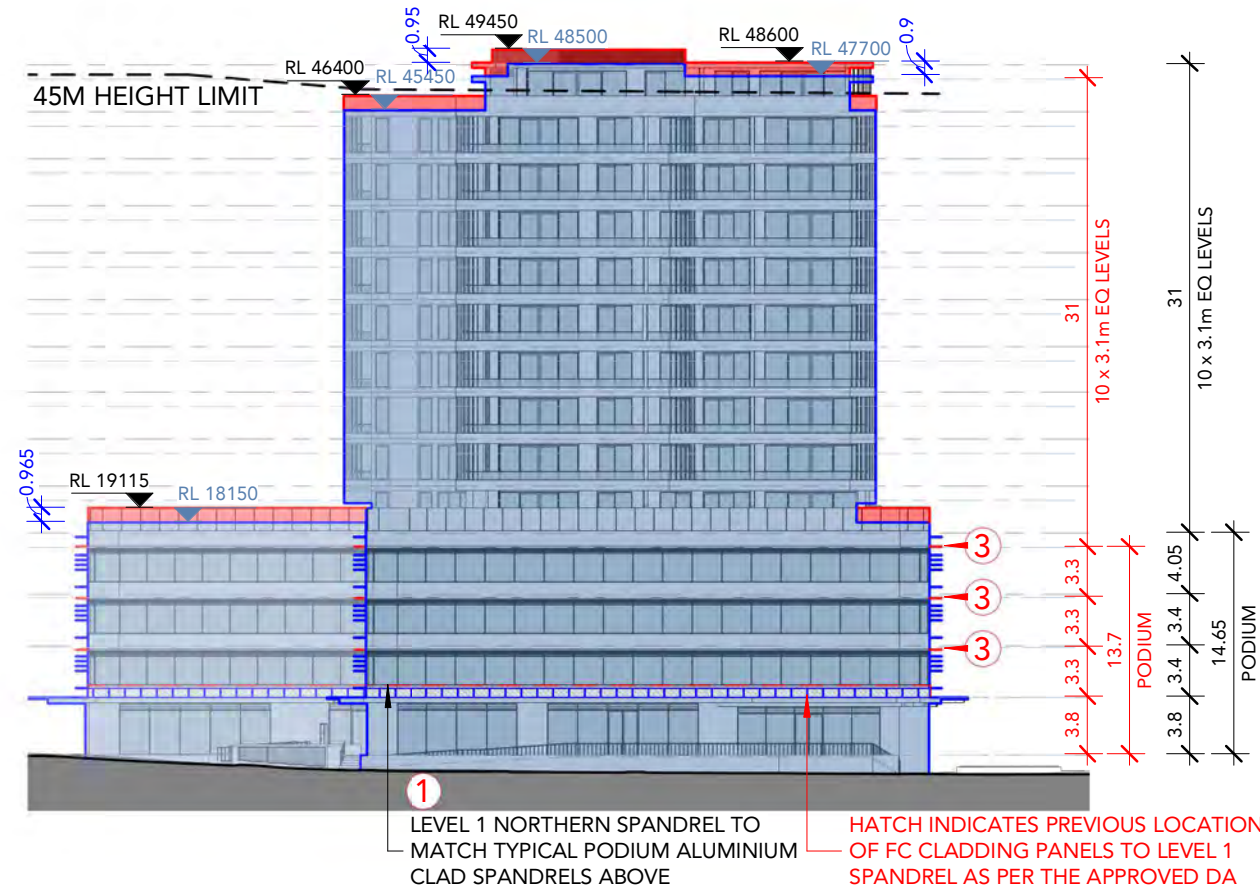 0.95
RL 49450
RL 48500
RL 48600
RL 47700
0.9
RL 46400
RL 45450
45M HEIGHT LIMIT
31
10 x 3.1m EQ LEVELS
31
10 x 3.1m EQ LEVELS
0.965
RL 19115
RL 18150
3
3
3
3.3
3.3
3.3
3.8
13.7
PODIUM
4.05
3.4
3.4
3.8
14.65
PODIUM
1
LEVEL 1 NORTHERN SPANDREL TO
MATCH TYPICAL PODIUM ALUMINIUM
CLAD SPANDRELS ABOVE
HATCH INDICATES PREVIOUS LOCATION
OF FC CLADDING PANELS TO LEVEL 1
SPANDREL AS PER THE APPROVED DA